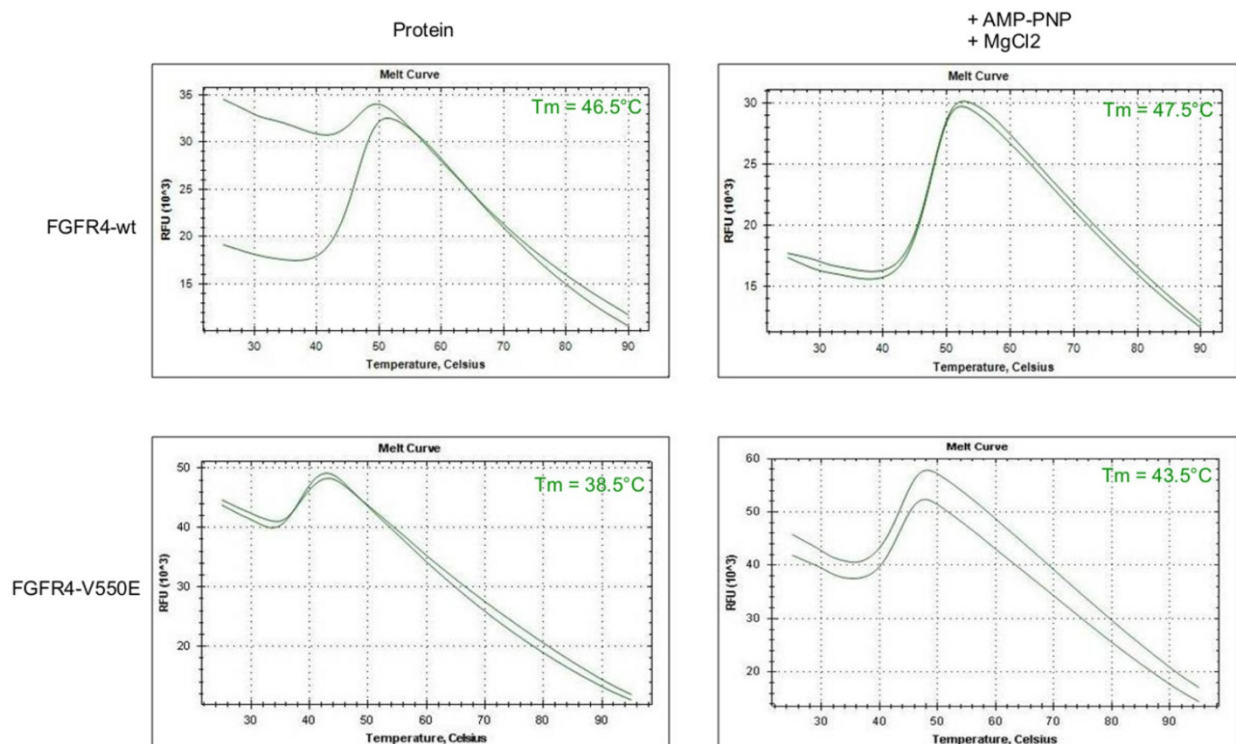 Protein
+ AMP-PNP
+ MgCl2
FGFR4-wt
Melt Curve
Tm = 46.5°C
RFU (10^3)
35
30
25
20
15
30 40 50 60 70 80 90
Temperature, Celsius
Melt Curve
Tm = 47.5°C
RFU (10^3)
30
25
20
15
30 40 50 60 70 80 90
Temperature, Celsius
FGFR4-V550E
Melt Curve
Tm = 38.5°C
RFU (10^3)
50
40
30
20
30 40 50 60 70 80 90
Temperature, Celsius
Melt Curve
Tm = 43.5°C
RFU (10^3)
60
50
40
30
20
30 40 50 60 70 80 90
Temperature, Celsius